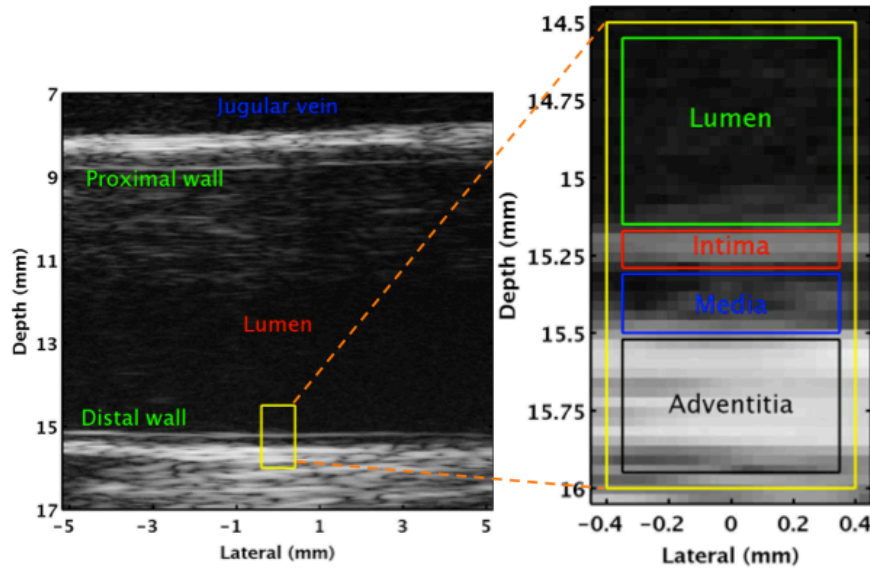 7
9
11
13
15
17
Depth (mm)
Jugular vein
Proximal wall
Lumen
Distal wall
-5
-3
-1
1
3
5
Lateral (mm)
14.5
14.75
15
15.25
15.5
15.75
16
Depth (mm)
Lumen
Intima
Media
Adventitia
-0.4
-0.2
0
0.2
0.4
Lateral (mm)